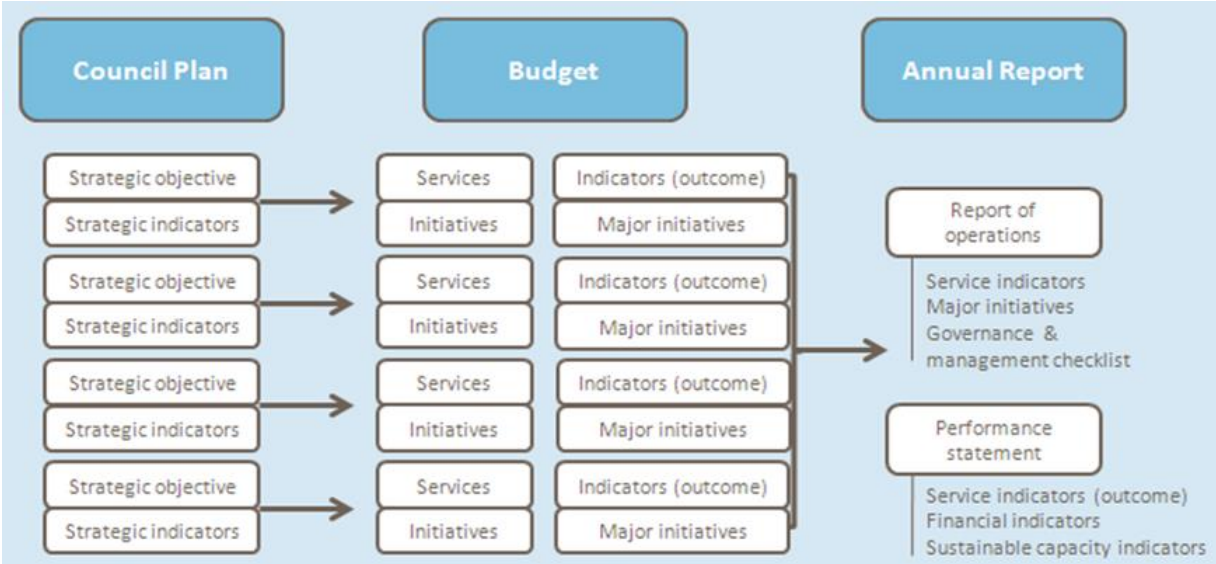 Council Plan
Budget
Annual Report
Strategic objective
Strategic indicators
Services
Initiatives
Indicators (outcome)
Major initiatives
Strategic objective
Strategic indicators
Services
Initiatives
Indicators (outcome)
Major initiatives
Strategic objective
Strategic indicators
Services
Initiatives
Indicators (outcome)
Major initiatives
Strategic objective
Strategic indicators
Services
Initiatives
Indicators (outcome)
Major initiatives
Report of
operations
Service indicators
Major initiatives
Governance &
management checklist
Performance
statement
Service indicators (outcome)
Financial indicators
Sustainable capacity indicators